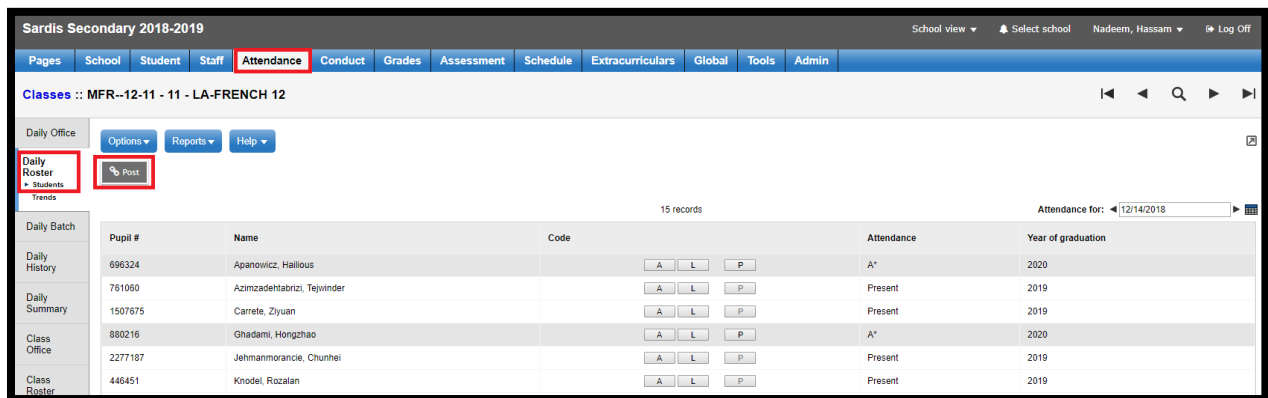 Sardis Secondary 2018-2019 School view Select school Nadeem, Hassam Log Off
Pages School Student Staff Attendance Conduct Grades Assessment Schedule Extracurriculars Global Tools Admin
Classes :: MFR--12-11 - 11 - LA-FRENCH 12
Daily Office
Options Reports Help
Daily
Roster
Students
Trends
Post
15 records Attendance for: 12/14/2018
Daily Batch
Pupil # Name Code Attendance Year of graduation
Daily
History
696324 Apanowicz, Hailious A L P A* 2020
761060 Azimzadehtabrizi, Tejwinder A L P Present 2019
Daily
Summary
1507675 Carrete, Ziyuan A L P Present 2019
880216 Ghadami, Hongzhao A L P A* 2020
Class
Office
2277187 Jehmanmorancie, Chunhei A L P Present 2019
446451 Knodel, Rozalan A L P Present 2019
Class
Roster